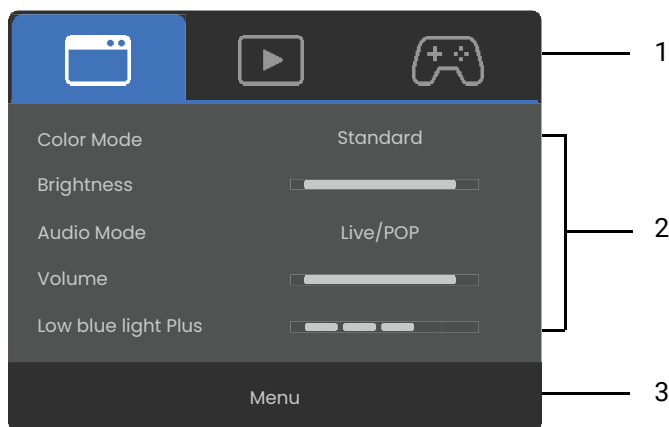 1
Color Mode Standard
Brightness
Audio Mode Live/POP
2
Volume
Low blue light Plus
Menu
3